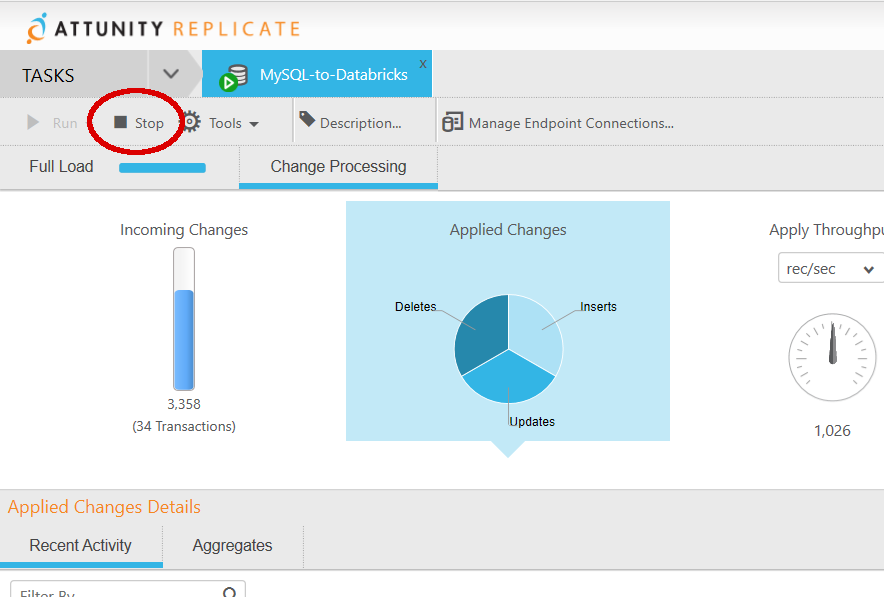 ATTUNITY REPLICATE
TASKS
MySQL-to-Databricks
x
Run
Stop
Tools
Description...
Manage Endpoint Connections...
Full Load
Change Processing
Incoming Changes
3,358
(34 Transactions)
Applied Changes
Deletes
Inserts
Updates
Apply Throughpu
rec/sec
1,026
Applied Changes Details
Recent Activity
Aggregates
Filter By